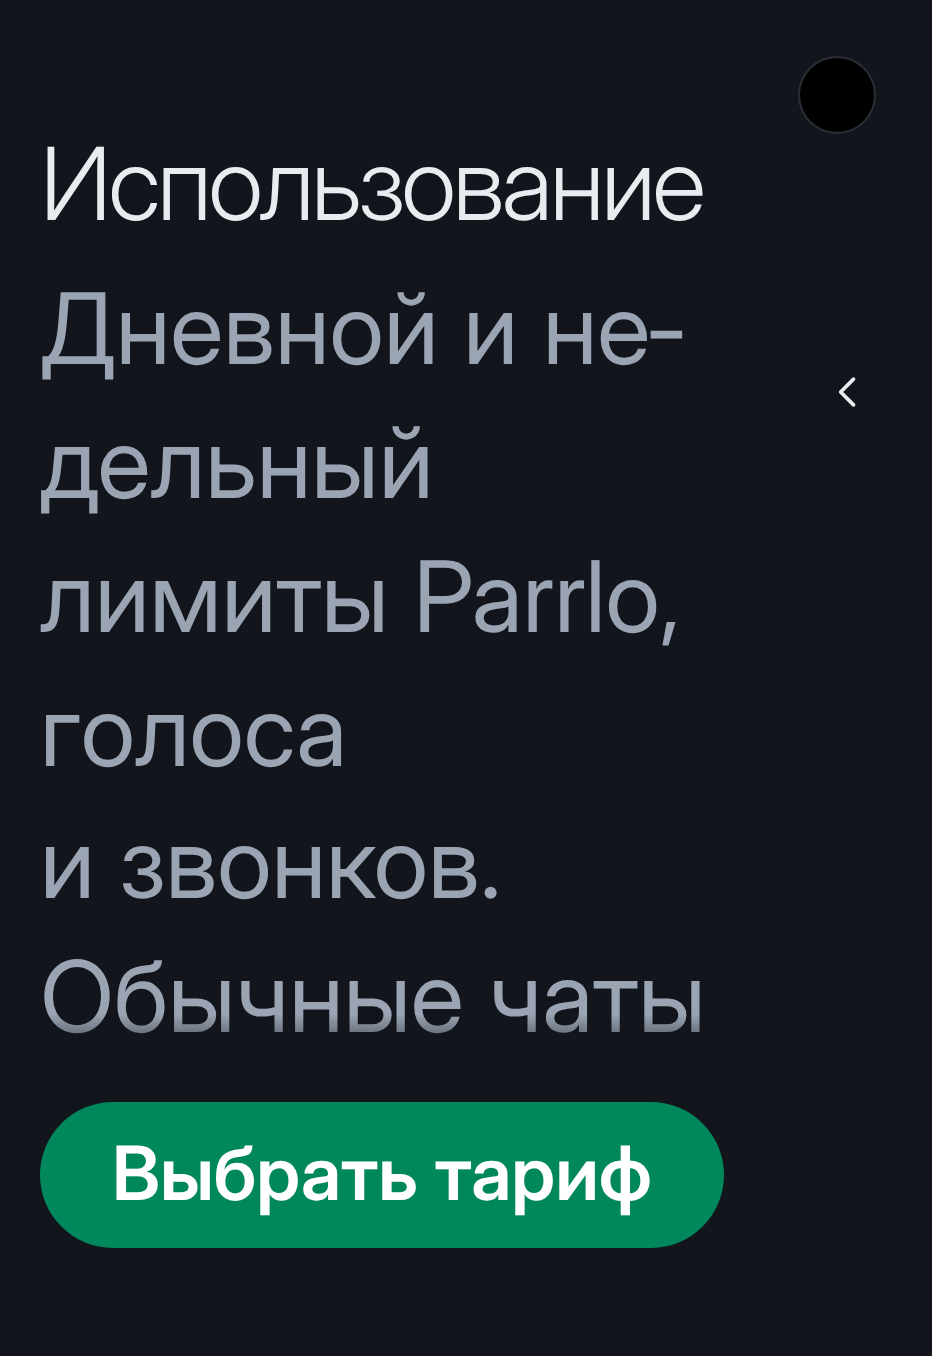 Использование
Дневной и не-
дельный
лимиты Parrlo,
голоса
и звонков.
Обычные чаты
Выбрать тариф